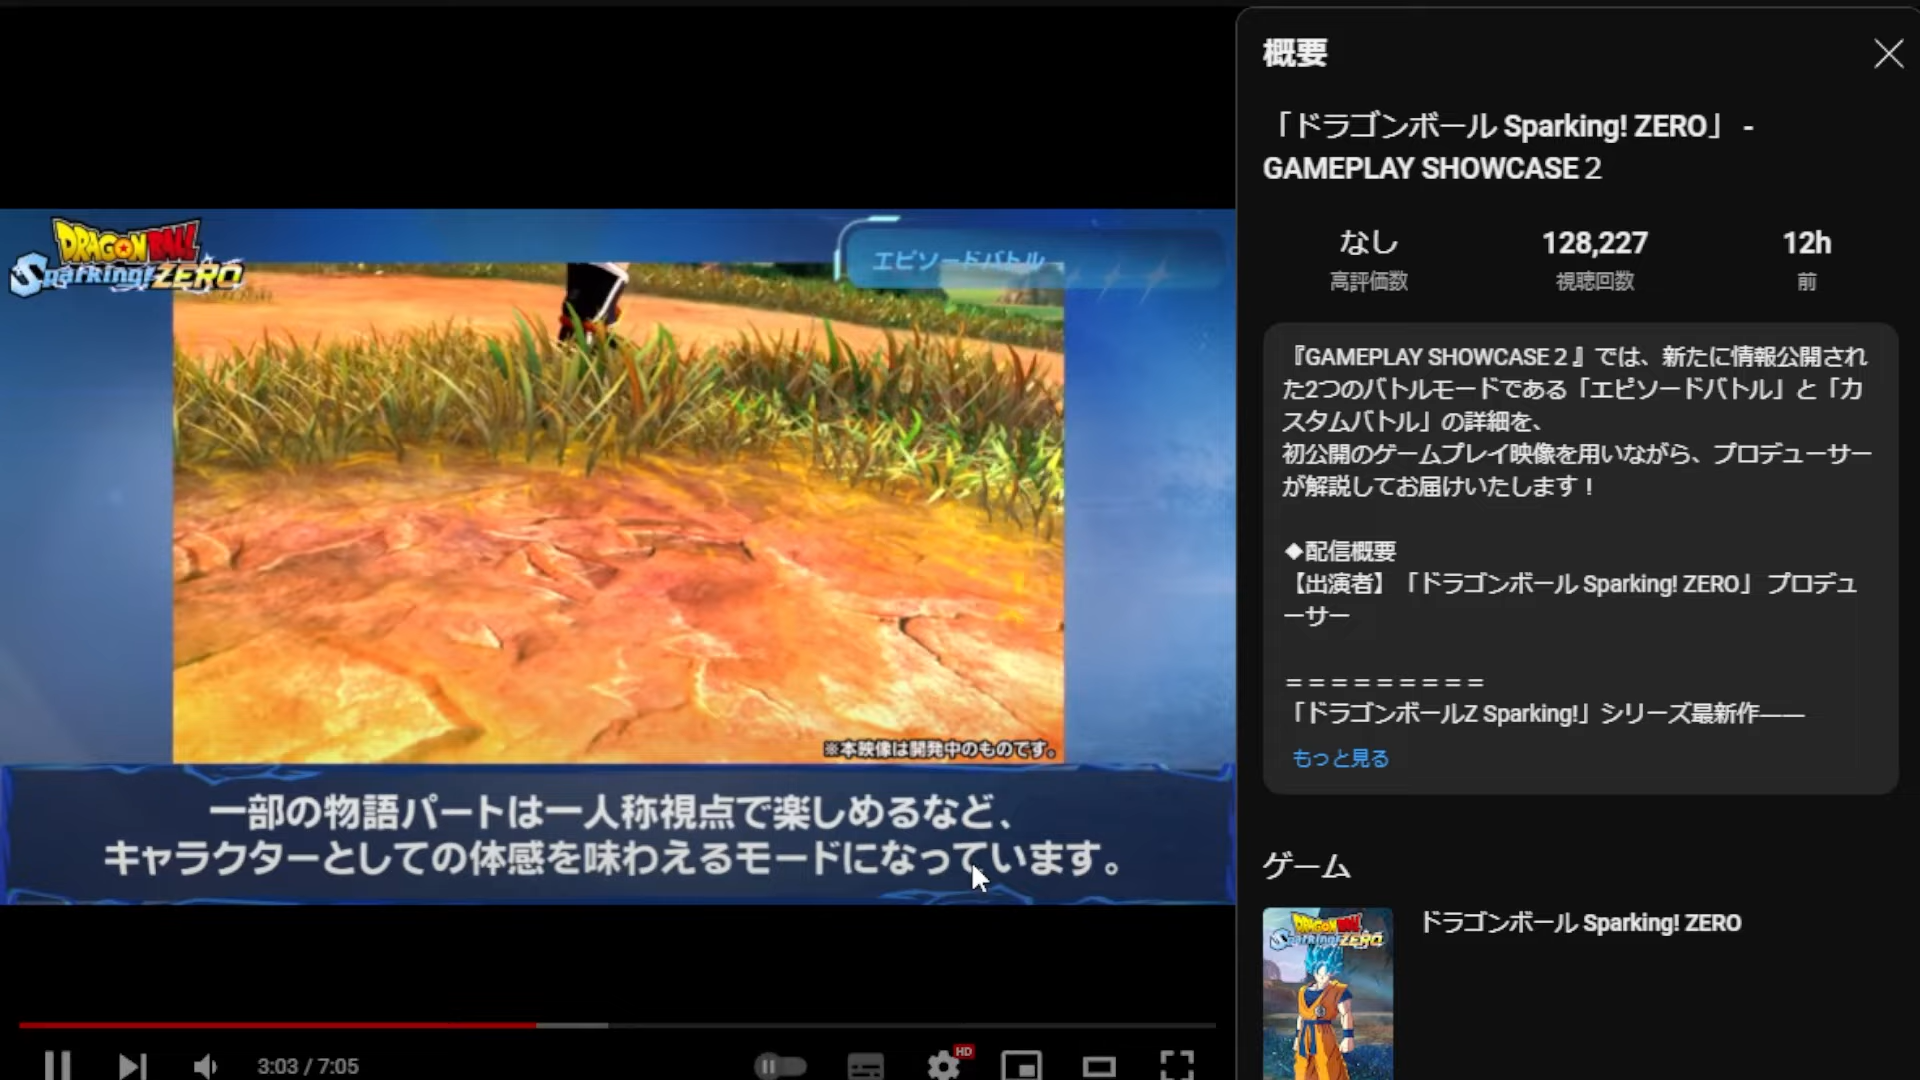 DRAGON BALL
Sparking! ZERO
エピソードバトル
※本映像は開発中のものです。
一部の物語パートは一人称視点で楽しめるなど、
キャラクターとしての体感を味わえるモードになっています。
3:03 / 7:05
HD
概要
「ドラゴンボール Sparking! ZERO」 -
GAMEPLAY SHOWCASE２
なし
128,227
12h
高評価数
視聴回数
前
『GAMEPLAY SHOWCASE２』では、新たに情報公開され
た2つのバトルモードである「エピソードバトル」と「カ
スタムバトル」の詳細を、
初公開のゲームプレイ映像を用いながら、プロデューサー
が解説してお届けいたします！
◆配信概要
【出演者】「ドラゴンボール Sparking! ZERO」 プロデュ
ーサー
＝＝＝＝＝＝＝＝＝
「ドラゴンボールZ Sparking!」シリーズ最新作――
もっと見る
ゲーム
DRAGON BALL
Sparking! ZERO
ドラゴンボール Sparking! ZERO